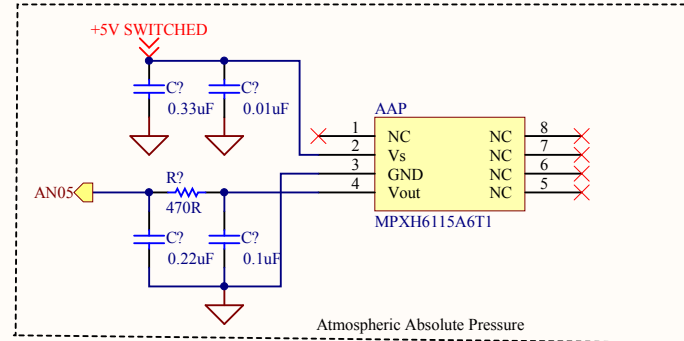 +5V SWITCHED
C?
0.33uF
C?
0.01uF
AAP
1 NC NC 8
2 Vs NC 7
3 GND NC 6
4 Vout NC 5
MPXH6115A6T1
AN05
R?
470R
C?
0.22uF
C?
0.1uF
Atmospheric Absolute Pressure